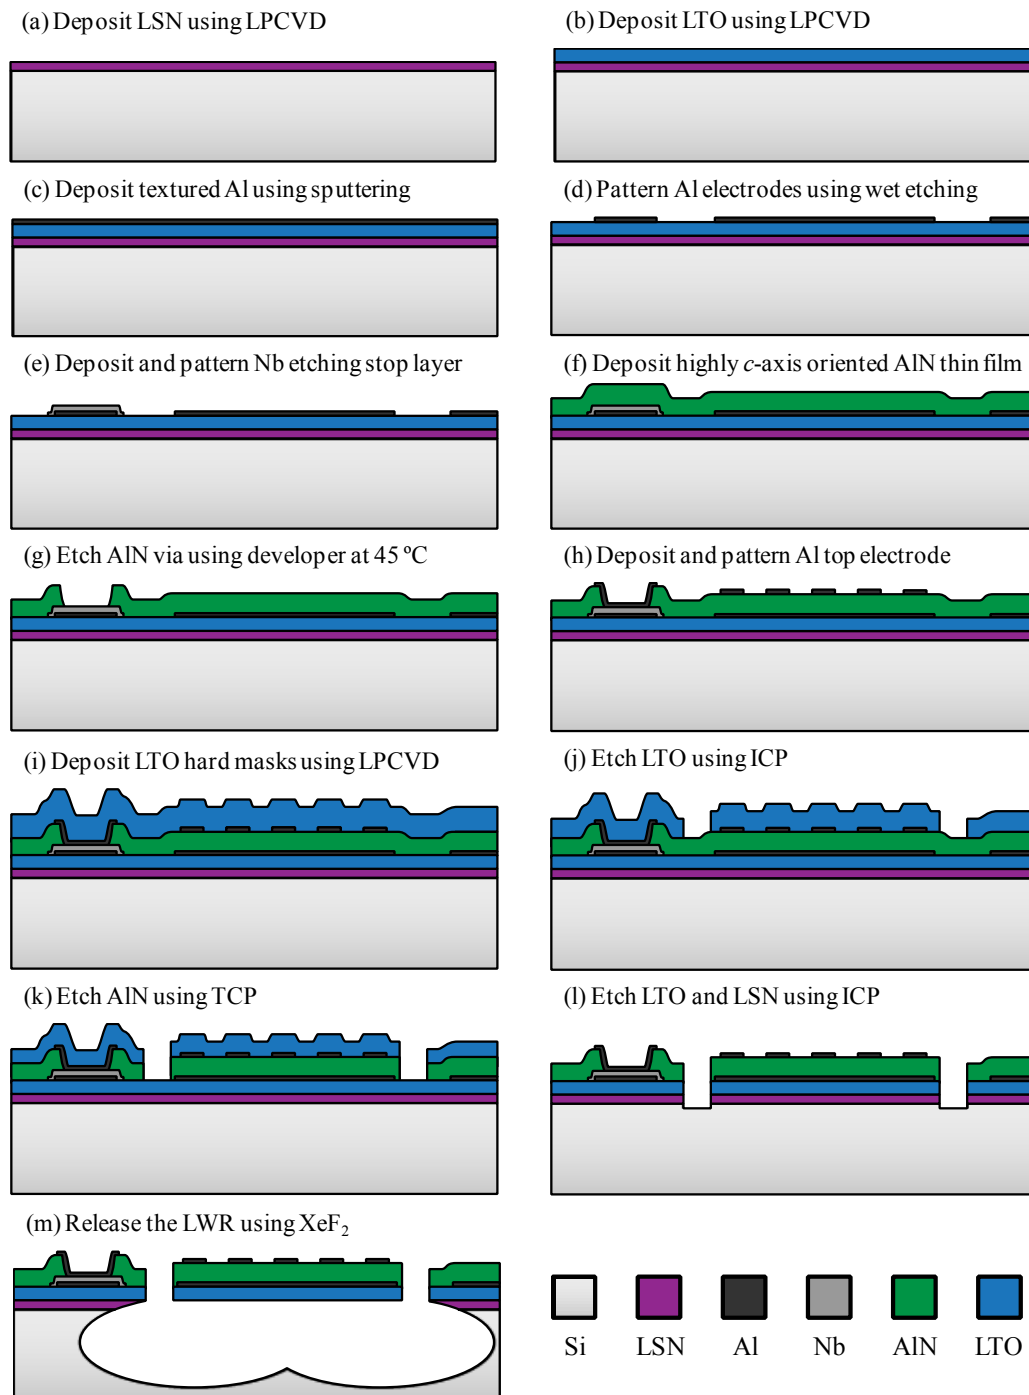 (a) Deposit LSN using LPCVD
(b) Deposit LTO using LPCVD
(c) Deposit textured Al using sputtering
(d) Pattern Al electrodes using wet etching
(e) Deposit and pattern Nb etching stop layer
(f) Deposit highly c-axis oriented AlN thin film
(g) Etch AlN via using developer at 45 ºC
(h) Deposit and pattern Al top electrode
(i) Deposit LTO hard masks using LPCVD
(j) Etch LTO using ICP
(k) Etch AlN using TCP
(l) Etch LTO and LSN using ICP
(m) Release the LWR using XeF2
Si LSN Al Nb AlN LTO